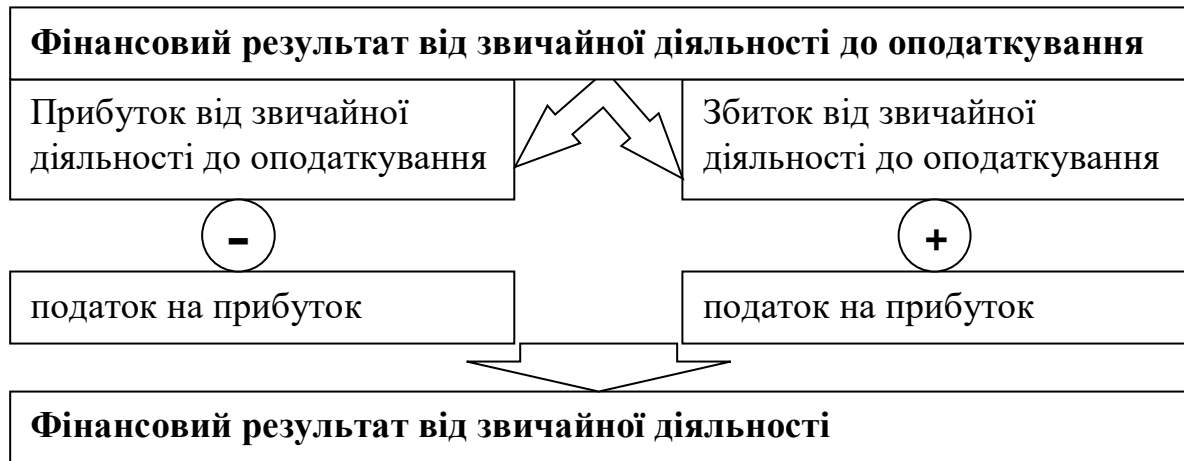 Фінансовий результат від звичайної діяльності до оподаткування
Прибуток від звичайної
діяльності до оподаткування
Збиток від звичайної
діяльності до оподаткування
-
+
податок на прибуток
податок на прибуток
Фінансовий результат від звичайної діяльності